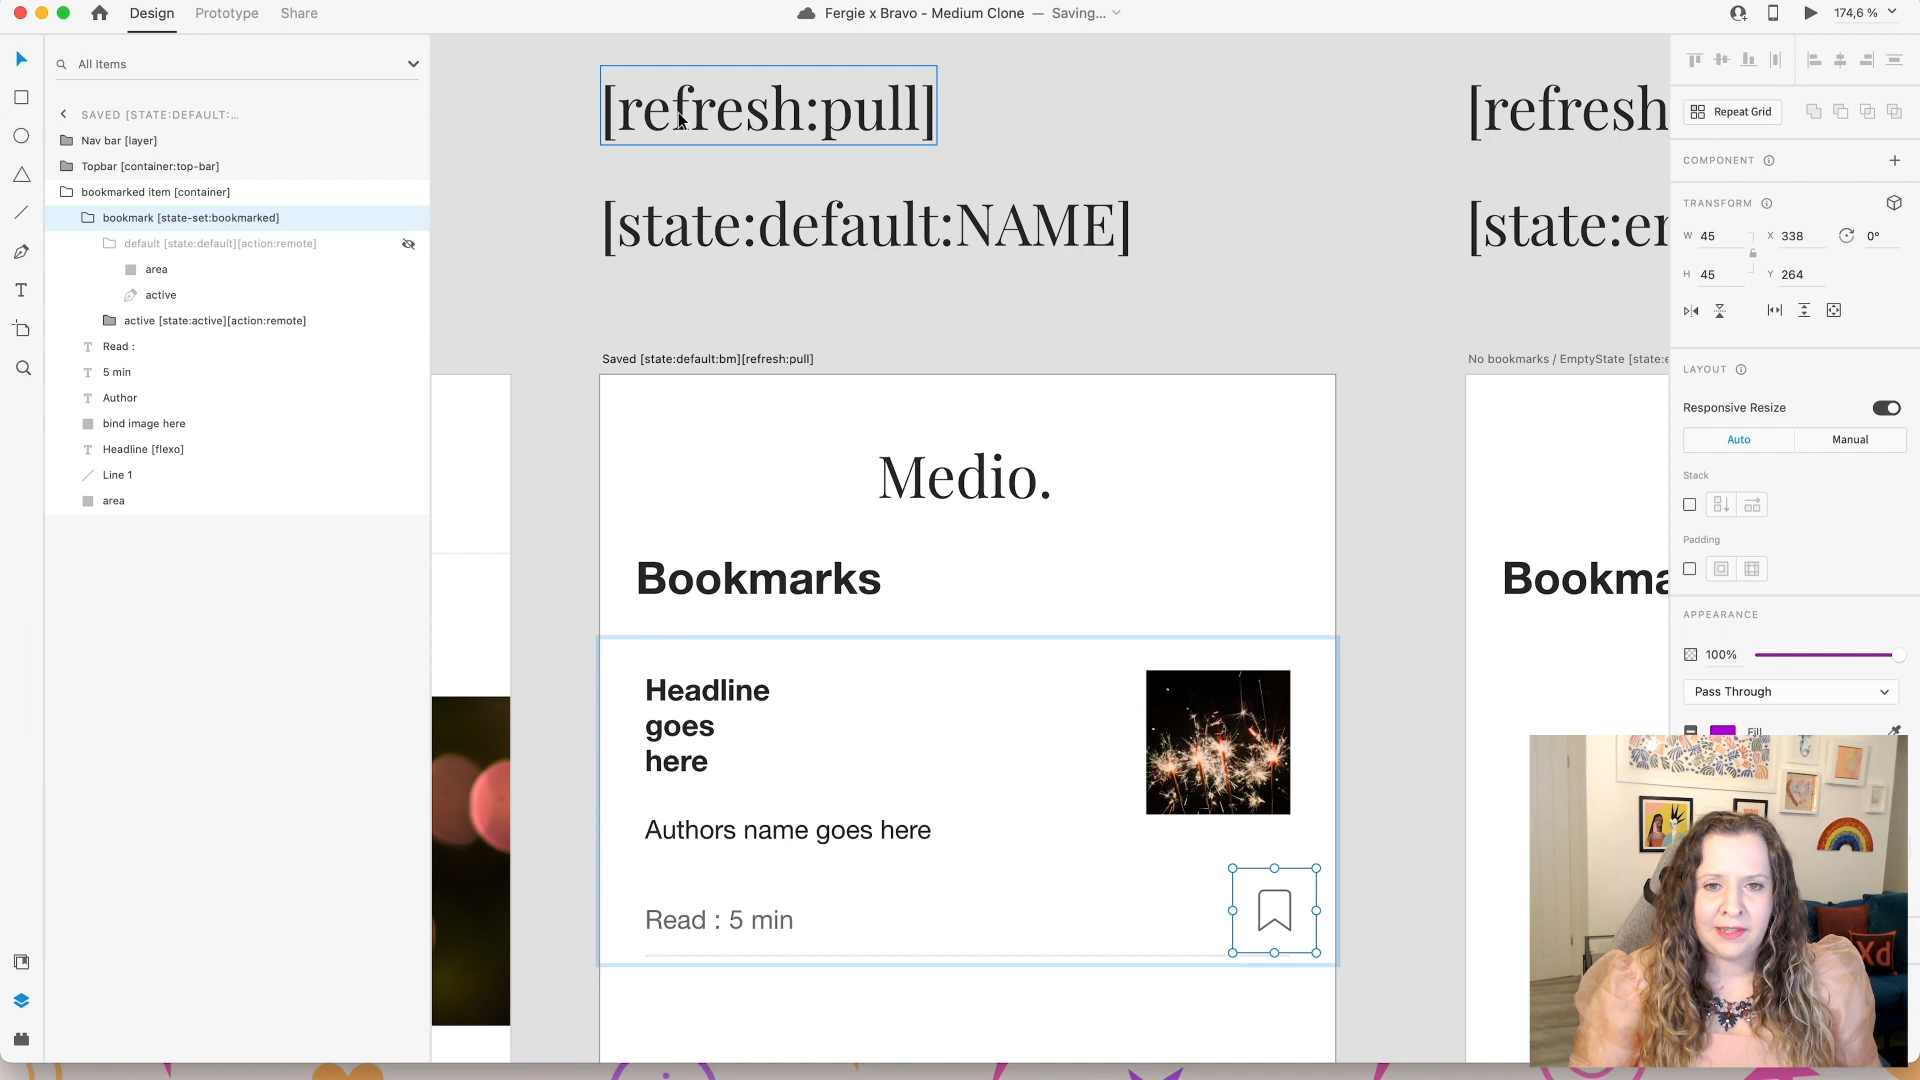 Design Prototype Share
Fergie x Bravo - Medium Clone — Saving...
174,6 %
All Items
SAVED [STATE:DEFAULT:...
Nav bar [layer]
Topbar [container:top-bar]
bookmarked item [container]
bookmark [state-set:bookmarked]
default [state:default][action:remote]
area
active
active [state:active][action:remote]
Read :
5 min
Author
bind image here
Headline [flexo]
Line 1
area
[refresh:pull]
[state:default:NAME]
Saved [state:default:bm][refresh:pull]
Medio.
Bookmarks
Headline
goes
here
Authors name goes here
Read : 5 min
[refresh
[state:er
No bookmarks / EmptyState [state:e
Bookma
Repeat Grid
COMPONENT
TRANSFORM
W 45 X 338 0°
H 45 Y 264
LAYOUT
Responsive Resize
Auto Manual
Stack
Padding
APPEARANCE
100%
Pass Through
Fill
Xd